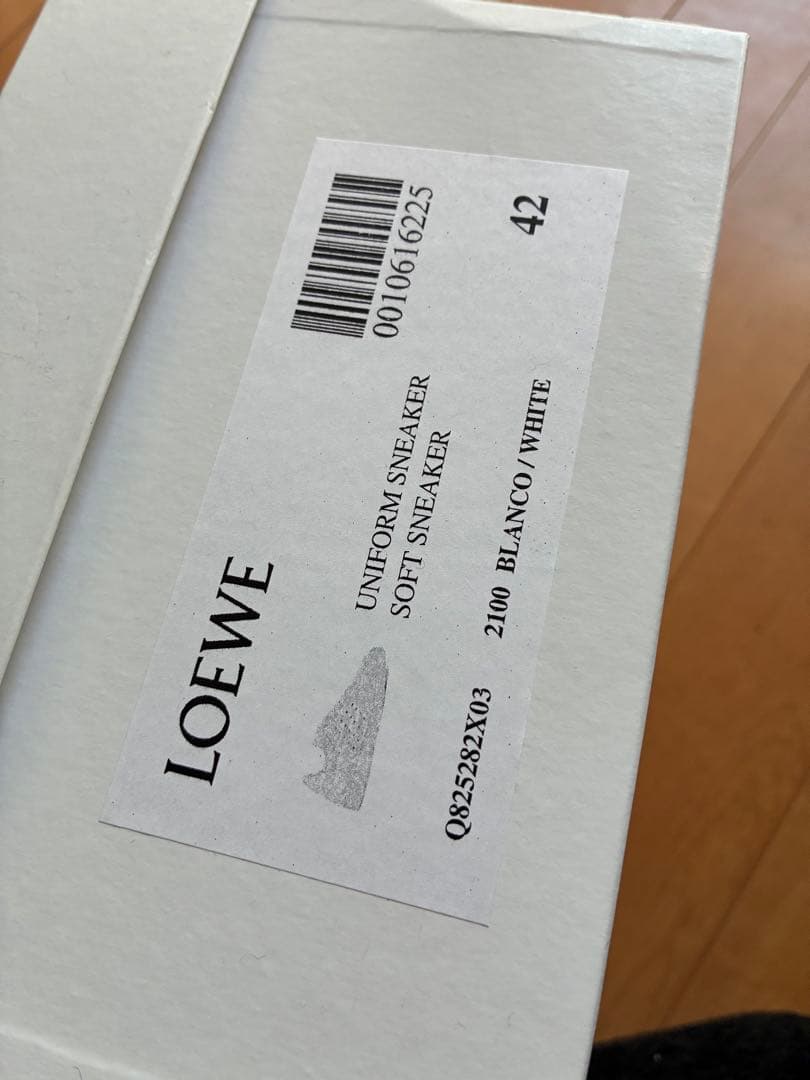 LOEWE
0010616225
UNIFORM SNEAKER
SOFT SNEAKER
Q825282X03 2100 BLANCO / WHITE 42